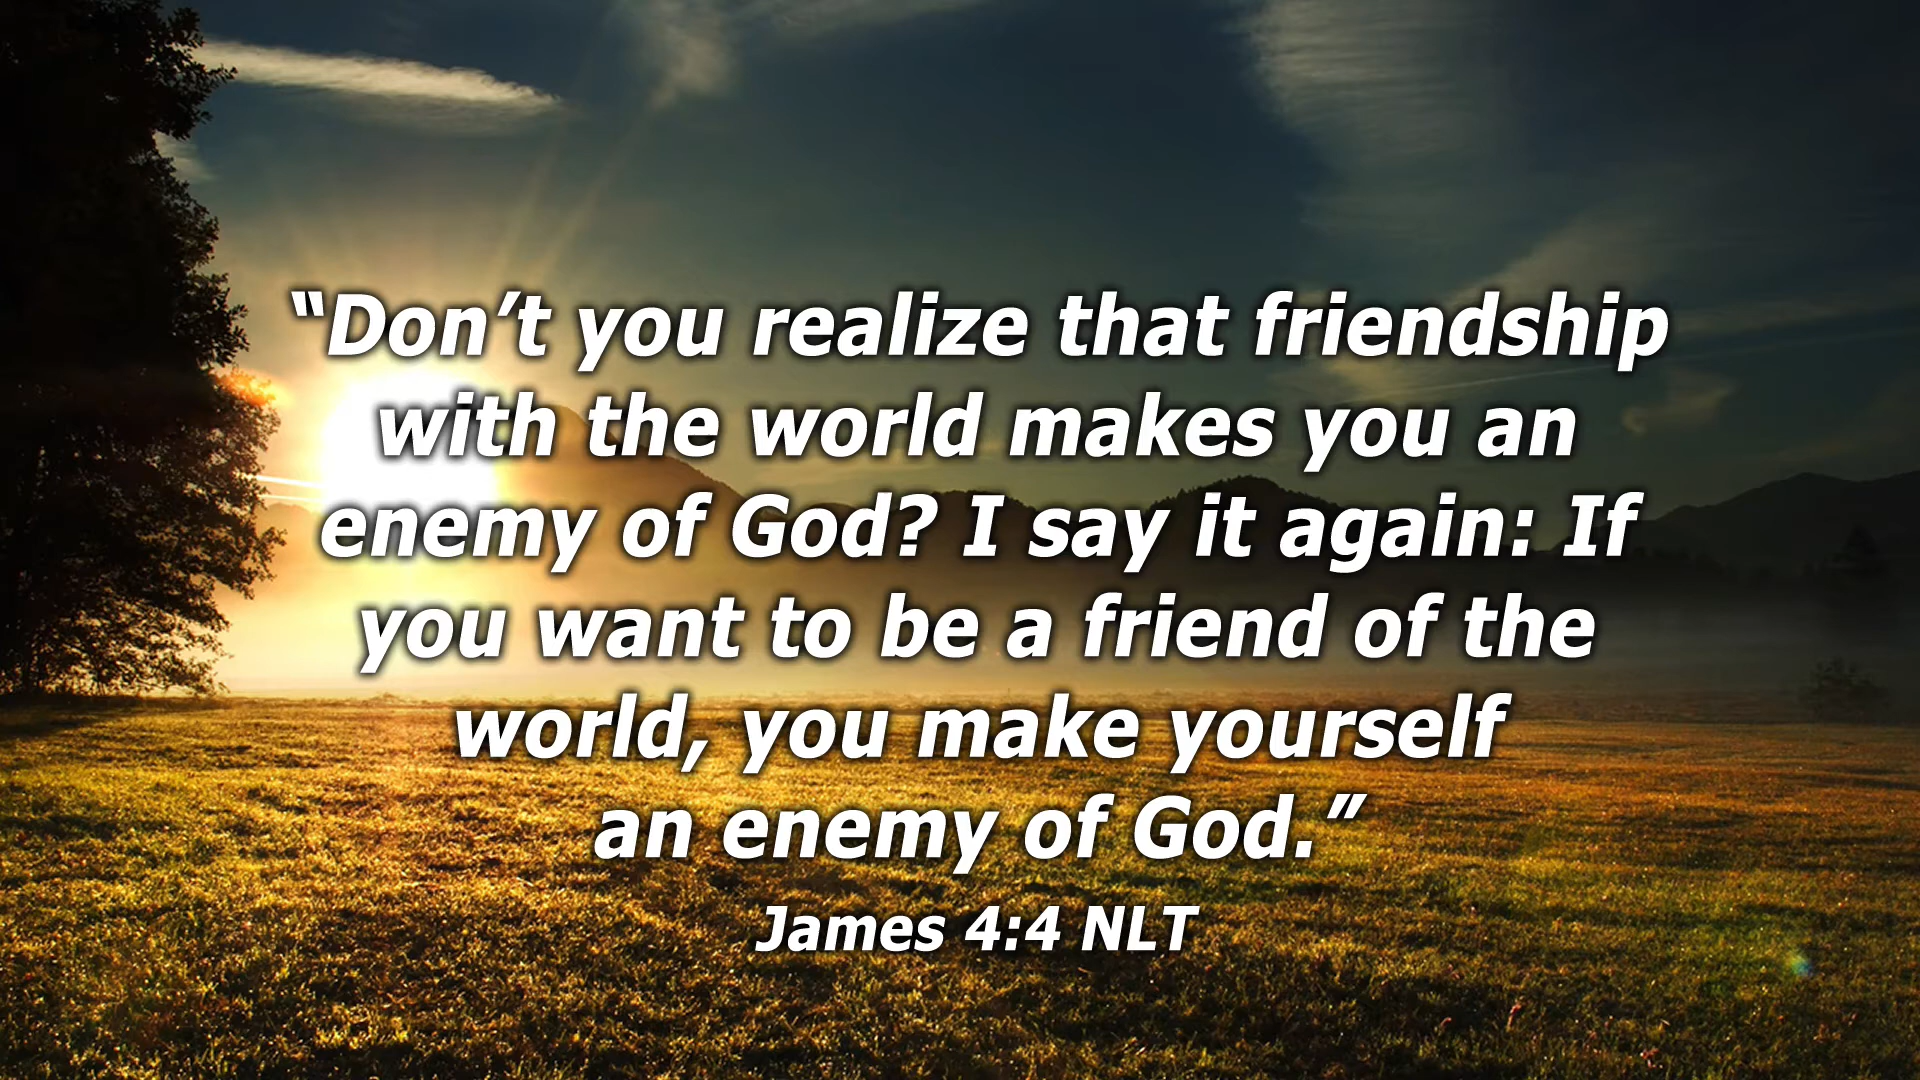 “Don’t you realize that friendship
with the world makes you an
enemy of God? I say it again: If
you want to be a friend of the
world, you make yourself
an enemy of God.”
James 4:4 NLT